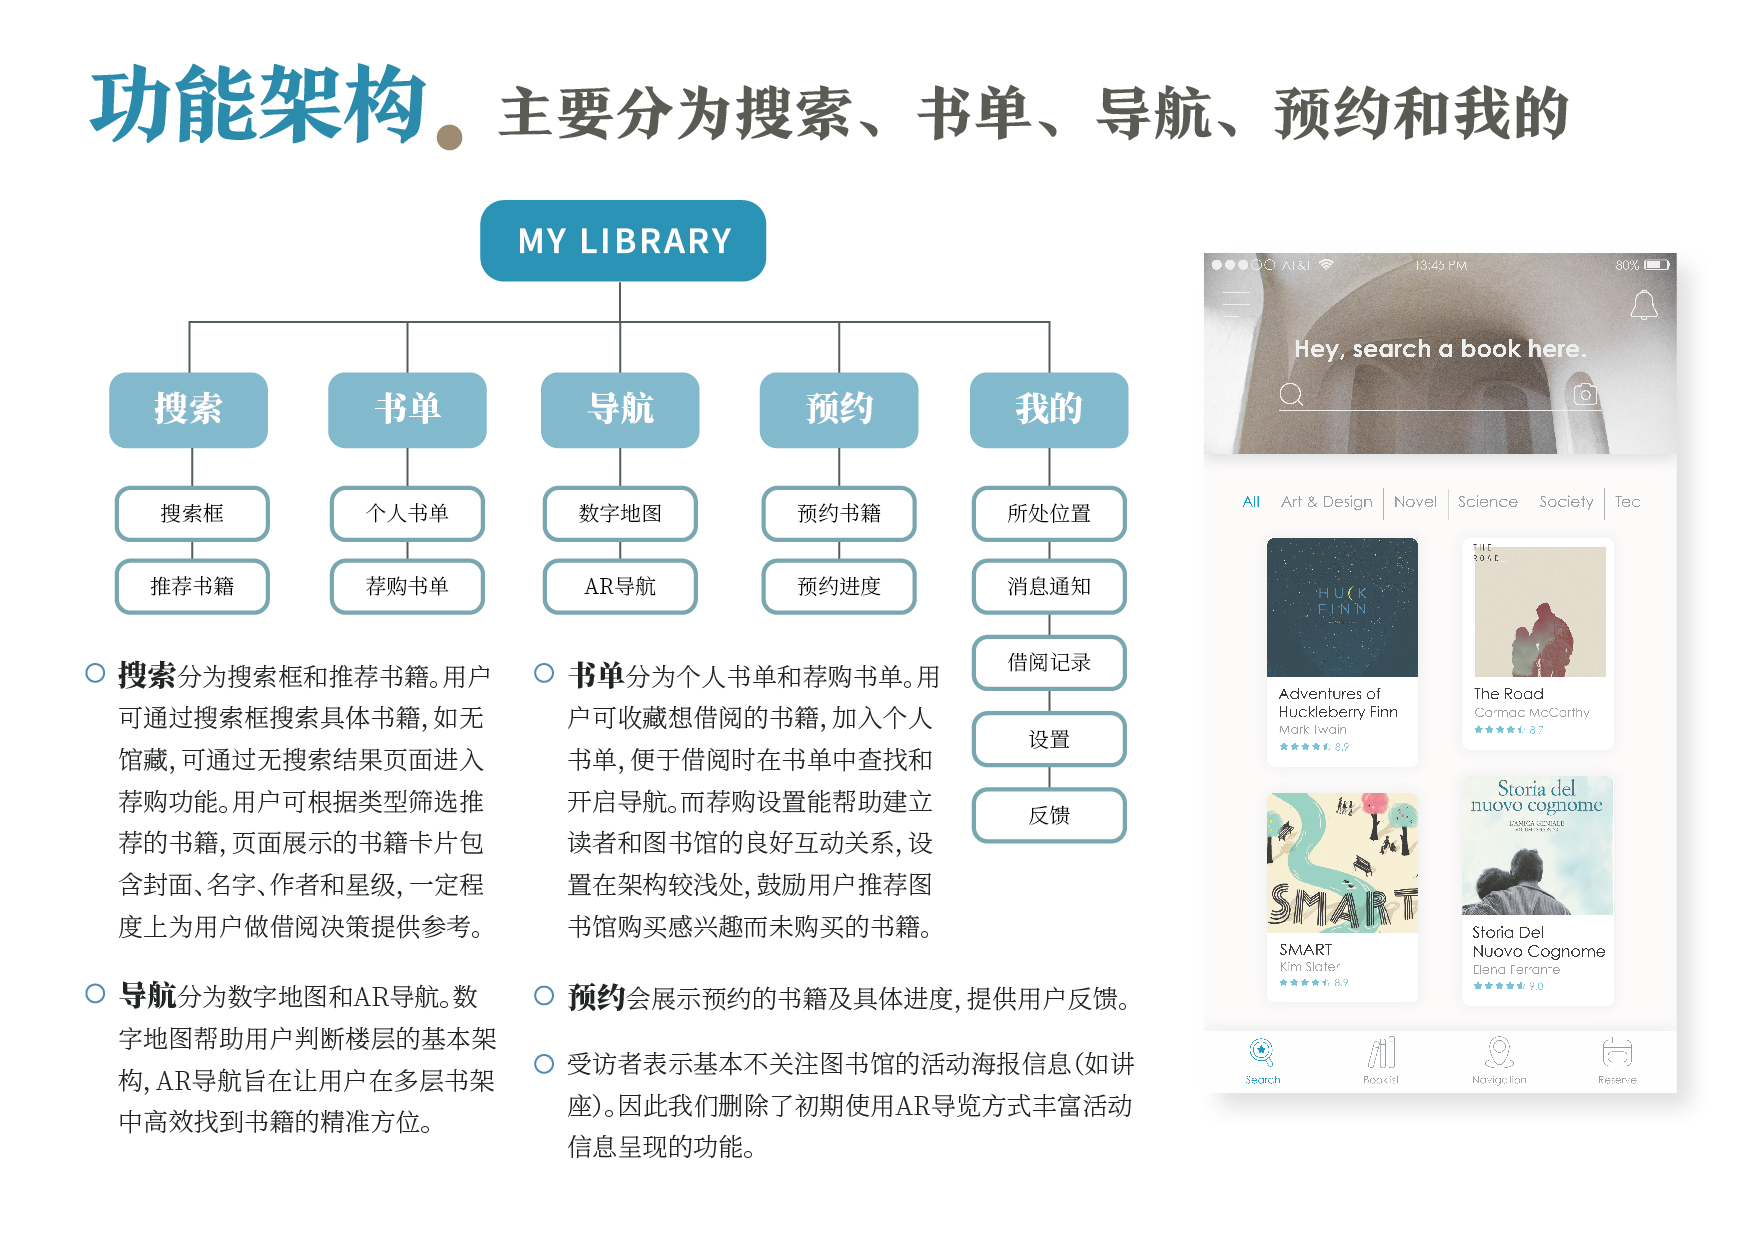 功能架构
主要分为搜索、书单、导航、预约和我的
MY LIBRARY
搜索
书单
导航
预约
我的
搜索框
个人书单
数字地图
预约书籍
所处位置
推荐书籍
荐购书单
AR导航
预约进度
消息通知
借阅记录
设置
反馈
搜索分为搜索框和推荐书籍。用户
可通过搜索框搜索具体书籍，如无
馆藏，可通过无搜索结果页面进入
荐购功能。用户可根据类型筛选推
荐的书籍，页面展示的书籍卡片包
含封面、名字、作者和星级，一定程
度上为用户做借阅决策提供参考。
书单分为个人书单和荐购书单。用
户可收藏想借阅的书籍，加入个人
书单，便于借阅时在书单中查找和
开启导航。而荐购设置能帮助建立
读者和图书馆的良好互动关系，设
置在架构较浅处，鼓励用户推荐图
书馆购买感兴趣而未购买的书籍。
导航分为数字地图和AR导航。数
字地图帮助用户判断楼层的基本架
构，AR导航旨在让用户在多层书架
中高效找到书籍的精准方位。
预约会展示预约的书籍及具体进度，提供用户反馈。
受访者表示基本不关注图书馆的活动海报信息（如讲
座）。因此我们删除了初期使用AR导览方式丰富活动
信息呈现的功能。
AT&T 13:45 PM 80%
Hey, search a book here.
All Art & Design Novel Science Society Tec
HUCK
FINN
Adventures of
Huckleberry Finn
Mark Twain
8.9
THE
ROAD
The Road
Cormac McCarthy
8.7
SMART
SMART
Kim Slater
8.9
Storia del
nuovo cognome
L'AMICA GENIALE
Storia Del
Nuovo Cognome
Elena Ferrante
9.0
Search
Booklist
Navigation
Reserve